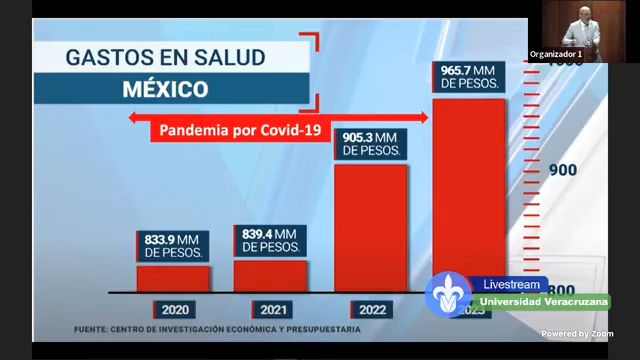 Organizador 1
GASTOS EN SALUD
MÉXICO
Pandemia por Covid-19
965.7 MM
DE PESOS.
1000
905.3 MM
DE PESOS.
900
833.9 MM
DE PESOS.
839.4 MM
DE PESOS.
Livestream
Universidad Veracruzana
800
2020
2021
2022
2023
FUENTE: CENTRO DE INVESTIGACIÓN ECONÓMICA Y PRESUPUESTARIA
Powered by Zoom